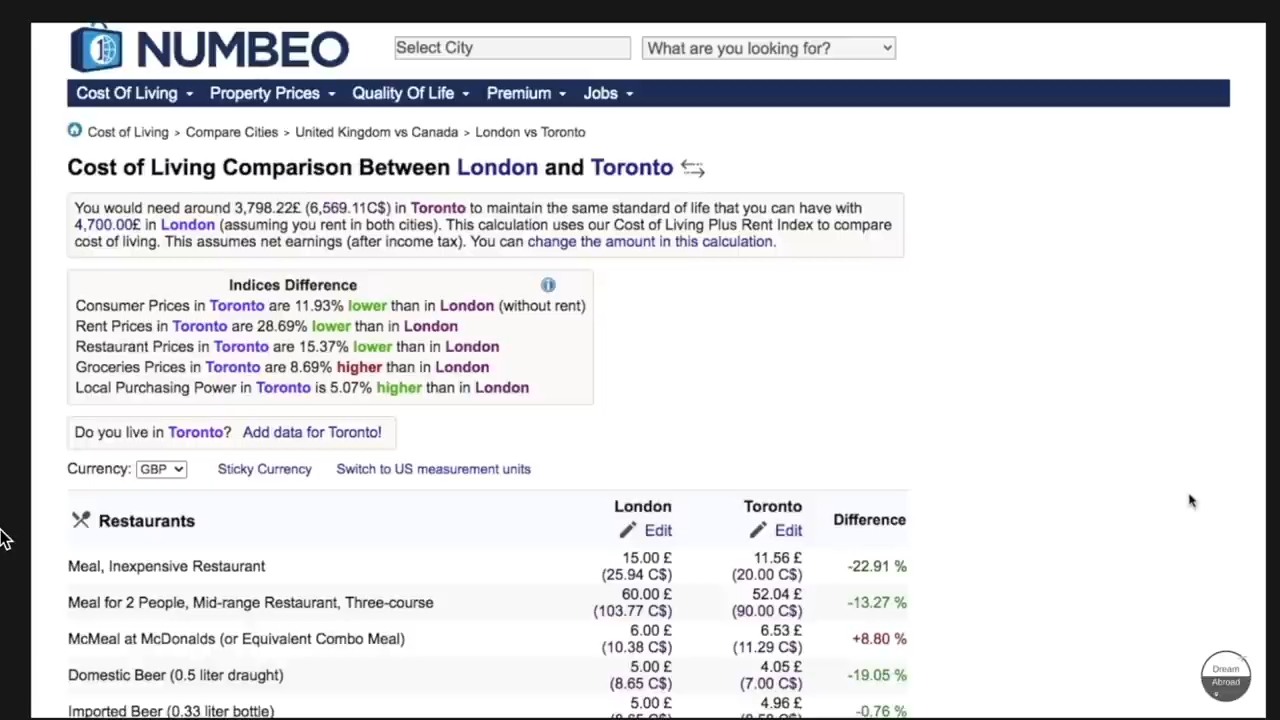 NUMBEO
Select City
What are you looking for?
Cost Of Living Property Prices Quality Of Life Premium Jobs
Cost of Living > Compare Cities > United Kingdom vs Canada > London vs Toronto
Cost of Living Comparison Between London and Toronto
You would need around 3,798.22£ (6,569.11C$) in Toronto to maintain the same standard of life that you can have with
4,700.00£ in London (assuming you rent in both cities). This calculation uses our Cost of Living Plus Rent Index to compare
cost of living. This assumes net earnings (after income tax). You can change the amount in this calculation.
Indices Difference
Consumer Prices in Toronto are 11.93% lower than in London (without rent)
Rent Prices in Toronto are 28.69% lower than in London
Restaurant Prices in Toronto are 15.37% lower than in London
Groceries Prices in Toronto are 8.69% higher than in London
Local Purchasing Power in Toronto is 5.07% higher than in London
Do you live in Toronto? Add data for Toronto!
Currency: GBP Sticky Currency Switch to US measurement units
Restaurants
London
Edit
Toronto
Edit
Difference
Meal, Inexpensive Restaurant
15.00 £
(25.94 C$)
11.56 £
(20.00 C$)
-22.91 %
Meal for 2 People, Mid-range Restaurant, Three-course
60.00 £
(103.77 C$)
52.04 £
(90.00 C$)
-13.27 %
McMeal at McDonalds (or Equivalent Combo Meal)
6.00 £
(10.38 C$)
6.53 £
(11.29 C$)
+8.80 %
Domestic Beer (0.5 liter draught)
5.00 £
(8.65 C$)
4.05 £
(7.00 C$)
-19.05 %
Imported Beer (0.33 liter bottle)
5.00 £
4.96 £
-0.76 %
Dream
Abroad